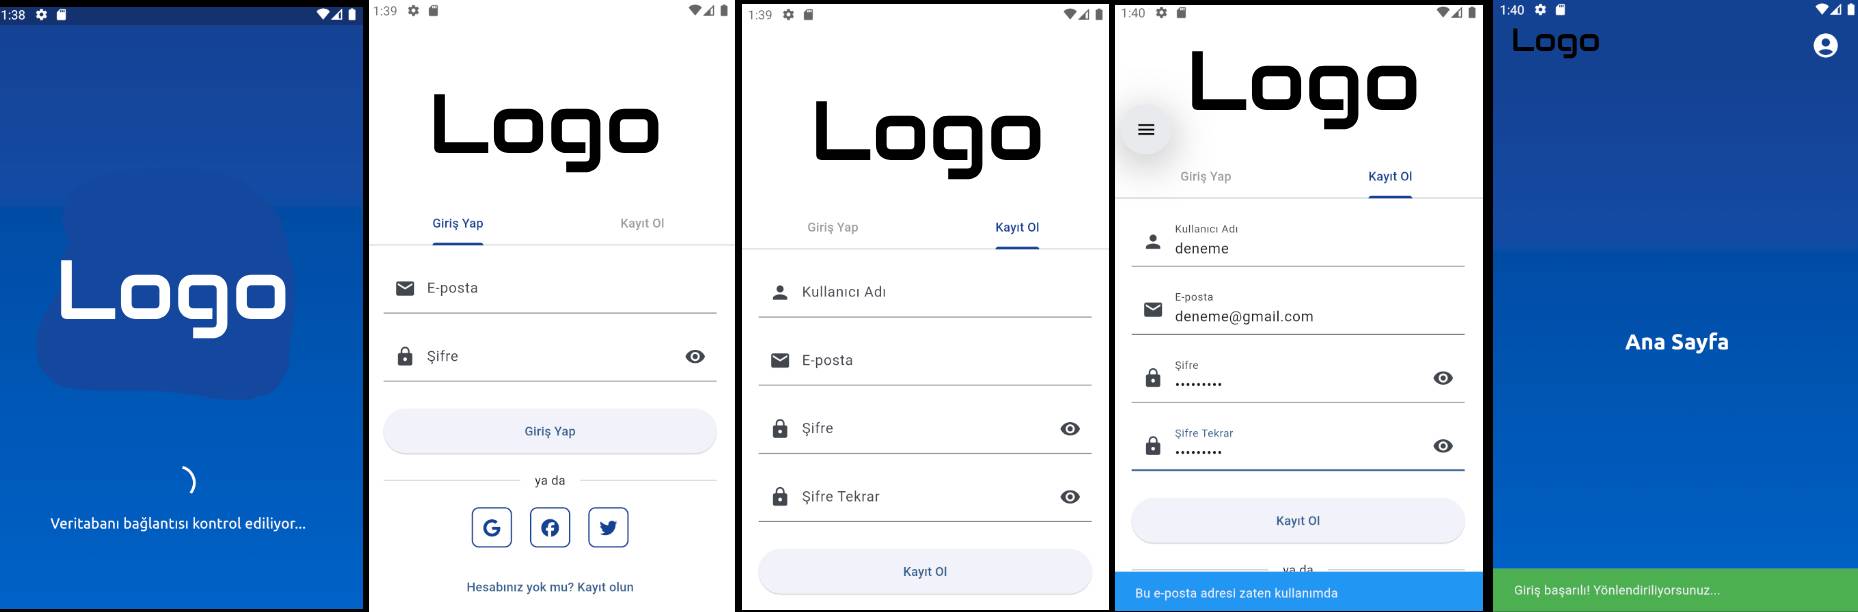 1:38
Logo
Veritabanı bağlantısı kontrol ediliyor...
1:39
Logo
Giriş Yap
Kayıt Ol
E-posta
Şifre
Giriş Yap
ya da
Hesabınız yok mu? Kayıt olun
1:39
Logo
Giriş Yap
Kayıt Ol
Kullanıcı Adı
E-posta
Şifre
Şifre Tekrar
Kayıt Ol
1:40
Logo
Giriş Yap
Kayıt Ol
Kullanıcı Adı
deneme
E-posta
deneme@gmail.com
Şifre
•••••••••
Şifre Tekrar
•••••••••
Kayıt Ol
ya da
Bu e-posta adresi zaten kullanımda
1:40
Logo
Ana Sayfa
Giriş başarılı! Yönlendiriliyorsunuz...